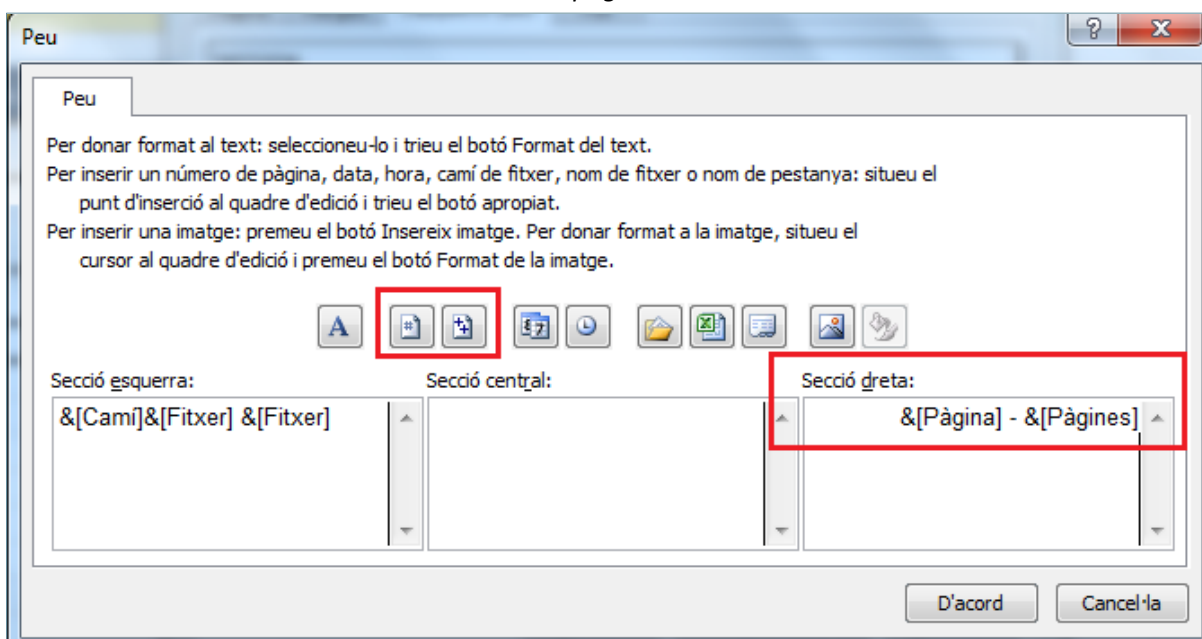 Peu
Peu
Per donar format al text: seleccioneu-lo i trieu el botó Format del text.
Per inserir un número de pàgina, data, hora, camí de fitxer, nom de fitxer o nom de pestanya: situeu el
punt d'inserció al quadre d'edició i trieu el botó apropiat.
Per inserir una imatge: premeu el botó Insereix imatge. Per donar format a la imatge, situeu el
cursor al quadre d'edició i premeu el botó Format de la imatge.
A
Secció esquerra: Secció central: Secció dreta:
&[Camí]&[Fitxer] &[Fitxer] &[Pàgina] - &[Pàgines]
D'acord Cancel·la